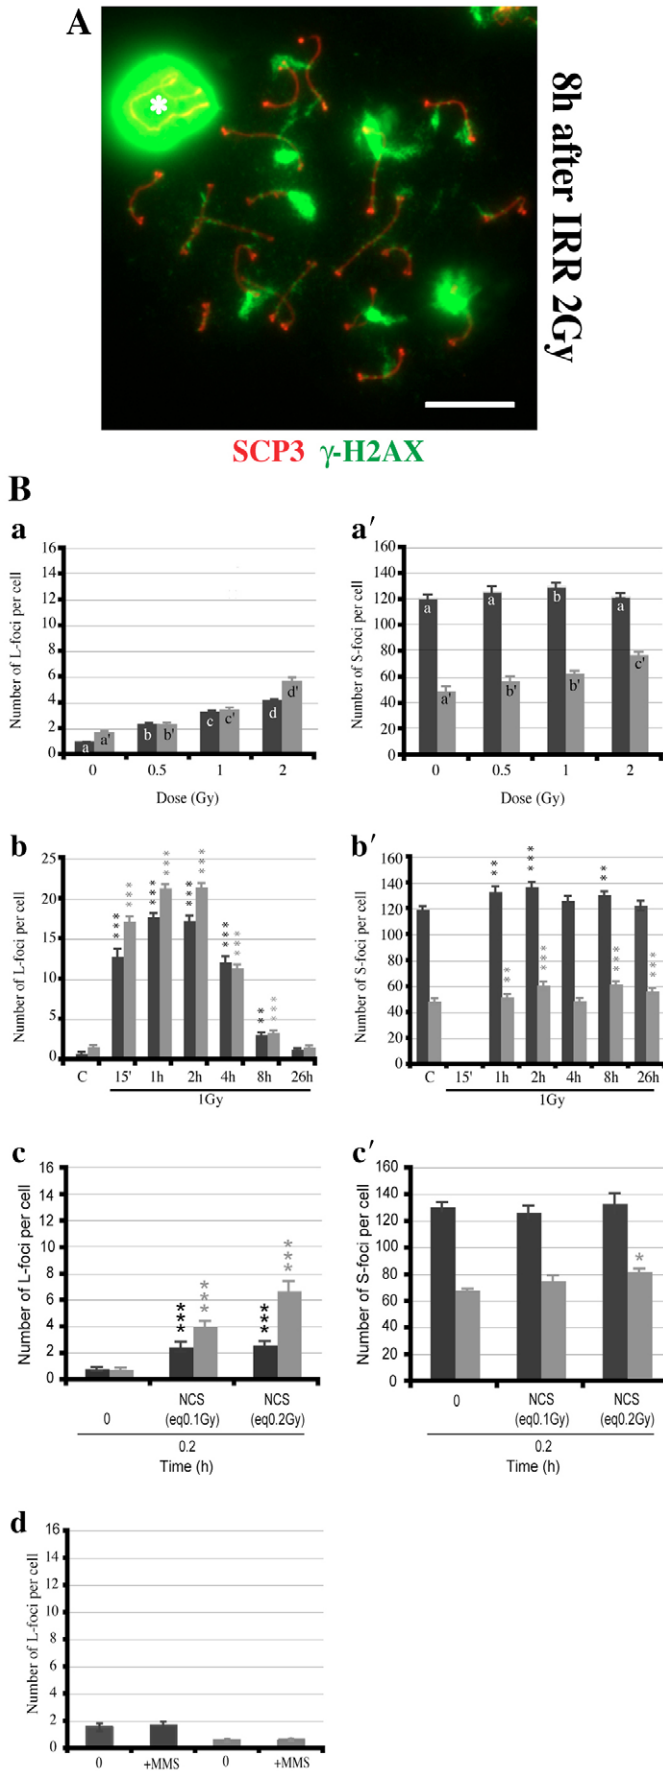 A
*
8h after IRR 2Gy
SCP3 γ-H2AX
B
a
Number of L-foci per cell
16
14
12
10
8
6
4
2
0
a a' b b' c c' d d'
0 0.5 1 2
Dose (Gy)
a′
Number of S-foci per cell
160
140
120
100
80
60
40
20
0
a a' a b' b b' a c'
0 0.5 1 2
Dose (Gy)
b
Number of L-foci per cell
25
20
15
10
5
0
*** *** *** *** *** *** *** *** ** ***
C 15' 1h 2h 4h 8h 26h
1Gy
b′
Number of S-foci per cell
160
140
120
100
80
60
40
20
0
** ** *** *** ** *** ***
C 15' 1h 2h 4h 8h 26h
1Gy
c
Number of L-foci per cell
16
14
12
10
8
6
4
2
0
*** *** *** ***
0 NCS NCS
(eq0.1Gy) (eq0.2Gy)
0.2
Time (h)
c′
Number of S-foci per cell
160
140
120
100
80
60
40
20
0
*
0 NCS NCS
(eq0.1Gy) (eq0.2Gy)
0.2
Time (h)
d
Number of L-foci per cell
16
14
12
10
8
6
4
2
0
0 +MMS 0 +MMS